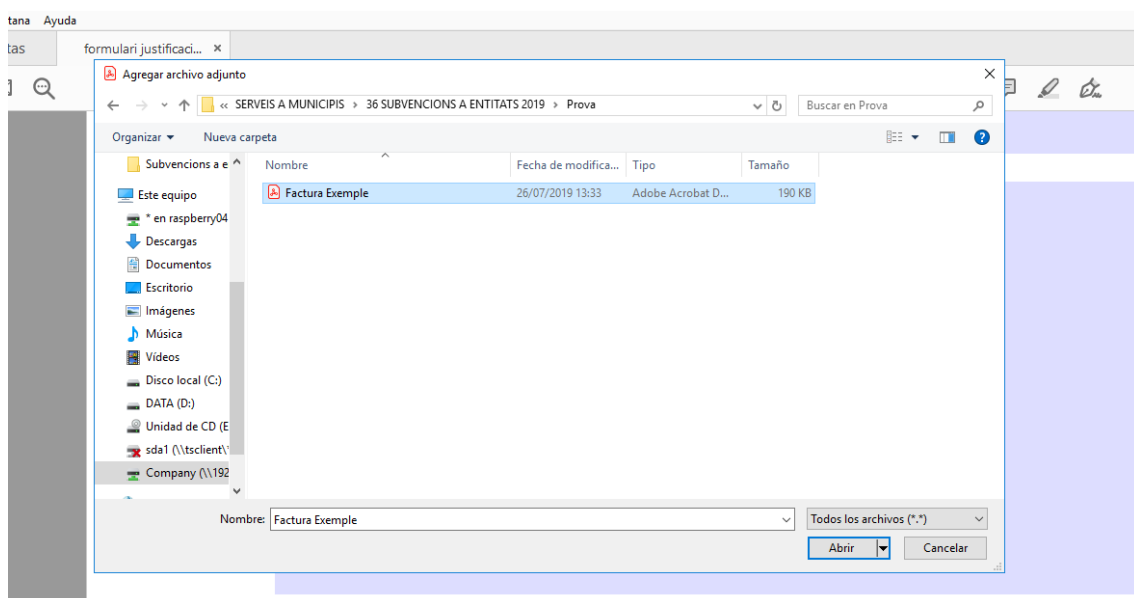 tana Ayuda
tas formulari justificaci... ×
Agregar archivo adjunto
« SERVEIS A MUNICIPIS > 36 SUBVENCIONS A ENTITATS 2019 > Prova
Buscar en Prova
Organizar Nueva carpeta
Subvencions a e
Nombre Fecha de modifica... Tipo Tamaño
Este equipo
Factura Exemple 26/07/2019 13:33 Adobe Acrobat D... 190 KB
* en raspberry04
Descargas
Documentos
Escritorio
Imágenes
Música
Vídeos
Disco local (C:)
DATA (D:)
Unidad de CD (E
sda1 (\\tsclient\
Company (\\192
Nombre: Factura Exemple Todos los archivos (*.*)
Abrir Cancelar